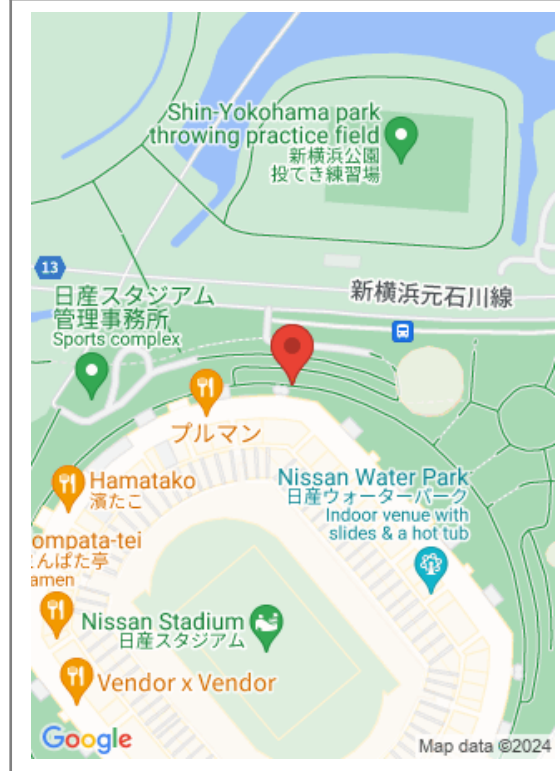 Shin-Yokohama park
throwing practice field
新横浜公園
投てき練習場
13
新横浜元石川線
日産スタジアム
管理事務所
Sports complex
プルマン
Hamatako
濱たこ
Nissan Water Park
日産ウォーターパーク
Indoor venue with
slides & a hot tub
ompata-tei
んぱた亭
amen
Nissan Stadium
日産スタジアム
Vendor x Vendor
Google
Map data ©2024